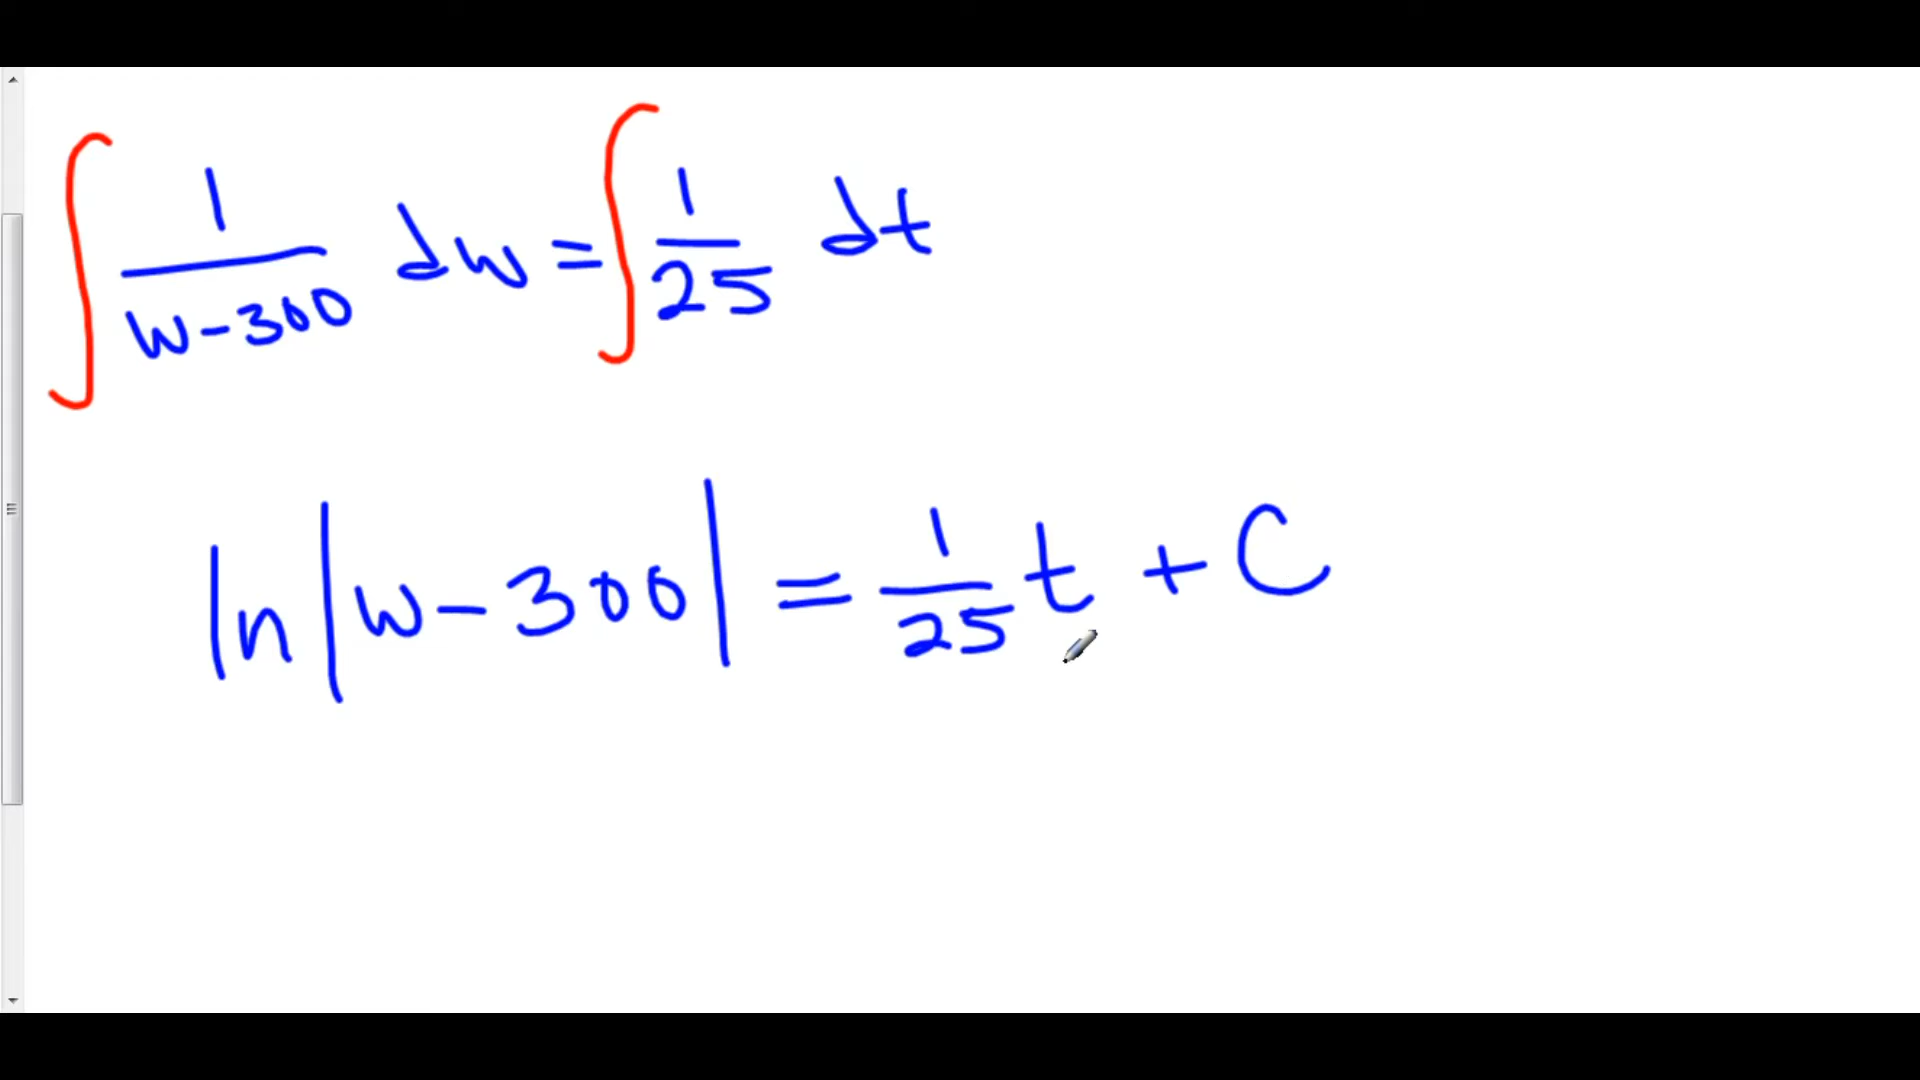 ∫ 1/(w-300) dw = ∫ 1/25 dt
ln|w-300| = 1/25 t + C